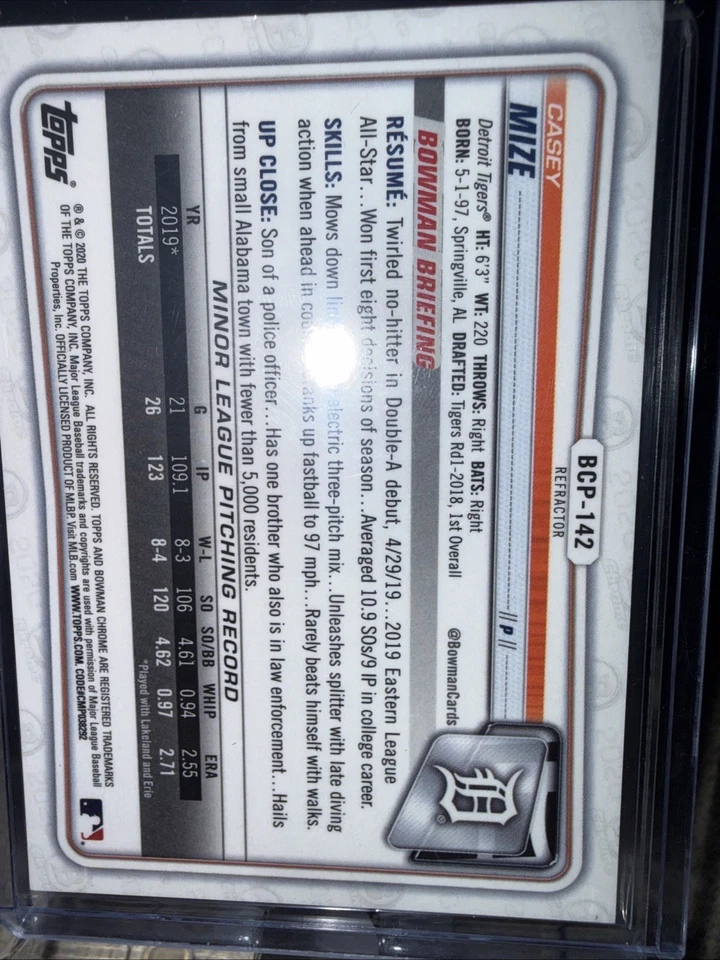 BCP-142
REFRACTOR
CASEY
MIZE
P
Detroit Tigers® HT: 6'3" WT: 220 THROWS: Right BATS: Right
BORN: 5-1-97, Springville, AL DRAFTED: Tigers Rd1-2018, 1st Overall
@BowmanCards
BOWMAN BRIEFING
RÉSUMÉ: Twirled no-hitter in Double-A debut, 4/29/19...2019 Eastern League
All-Star...Won first eight decisions of season...Averaged 10.9 SOs/9 IP in college career.
SKILLS: Mows down electric three-pitch mix...Unleashes splitter with late diving
action when ahead in up fastball to 97 mph...Rarely beats himself with walks.
UP CLOSE: Son of a police officer...Has one brother who also is in law enforcement...Hails
from small Alabama town with fewer than 5,000 residents.
MINOR LEAGUE PITCHING RECORD
YR G IP W-L SO SO/BB WHIP ERA
2019* 21 109.1 8-3 106 4.61 0.94 2.55
TOTALS 26 123 8-4 120 4.62 0.97 2.71
*Played with Lakeland and Erie
topps®
® & © 2020 THE TOPPS COMPANY, INC. ALL RIGHTS RESERVED. TOPPS AND BOWMAN CHROME ARE REGISTERED TRADEMARKS
OF THE TOPPS COMPANY, INC. Major League Baseball trademarks and copyrights are used with permission of Major League Baseball
Properties, Inc. OFFICIALLY LICENSED PRODUCT OF MLBP. Visit MLB.com WWW.TOPPS.COM. CODE#CMP038292